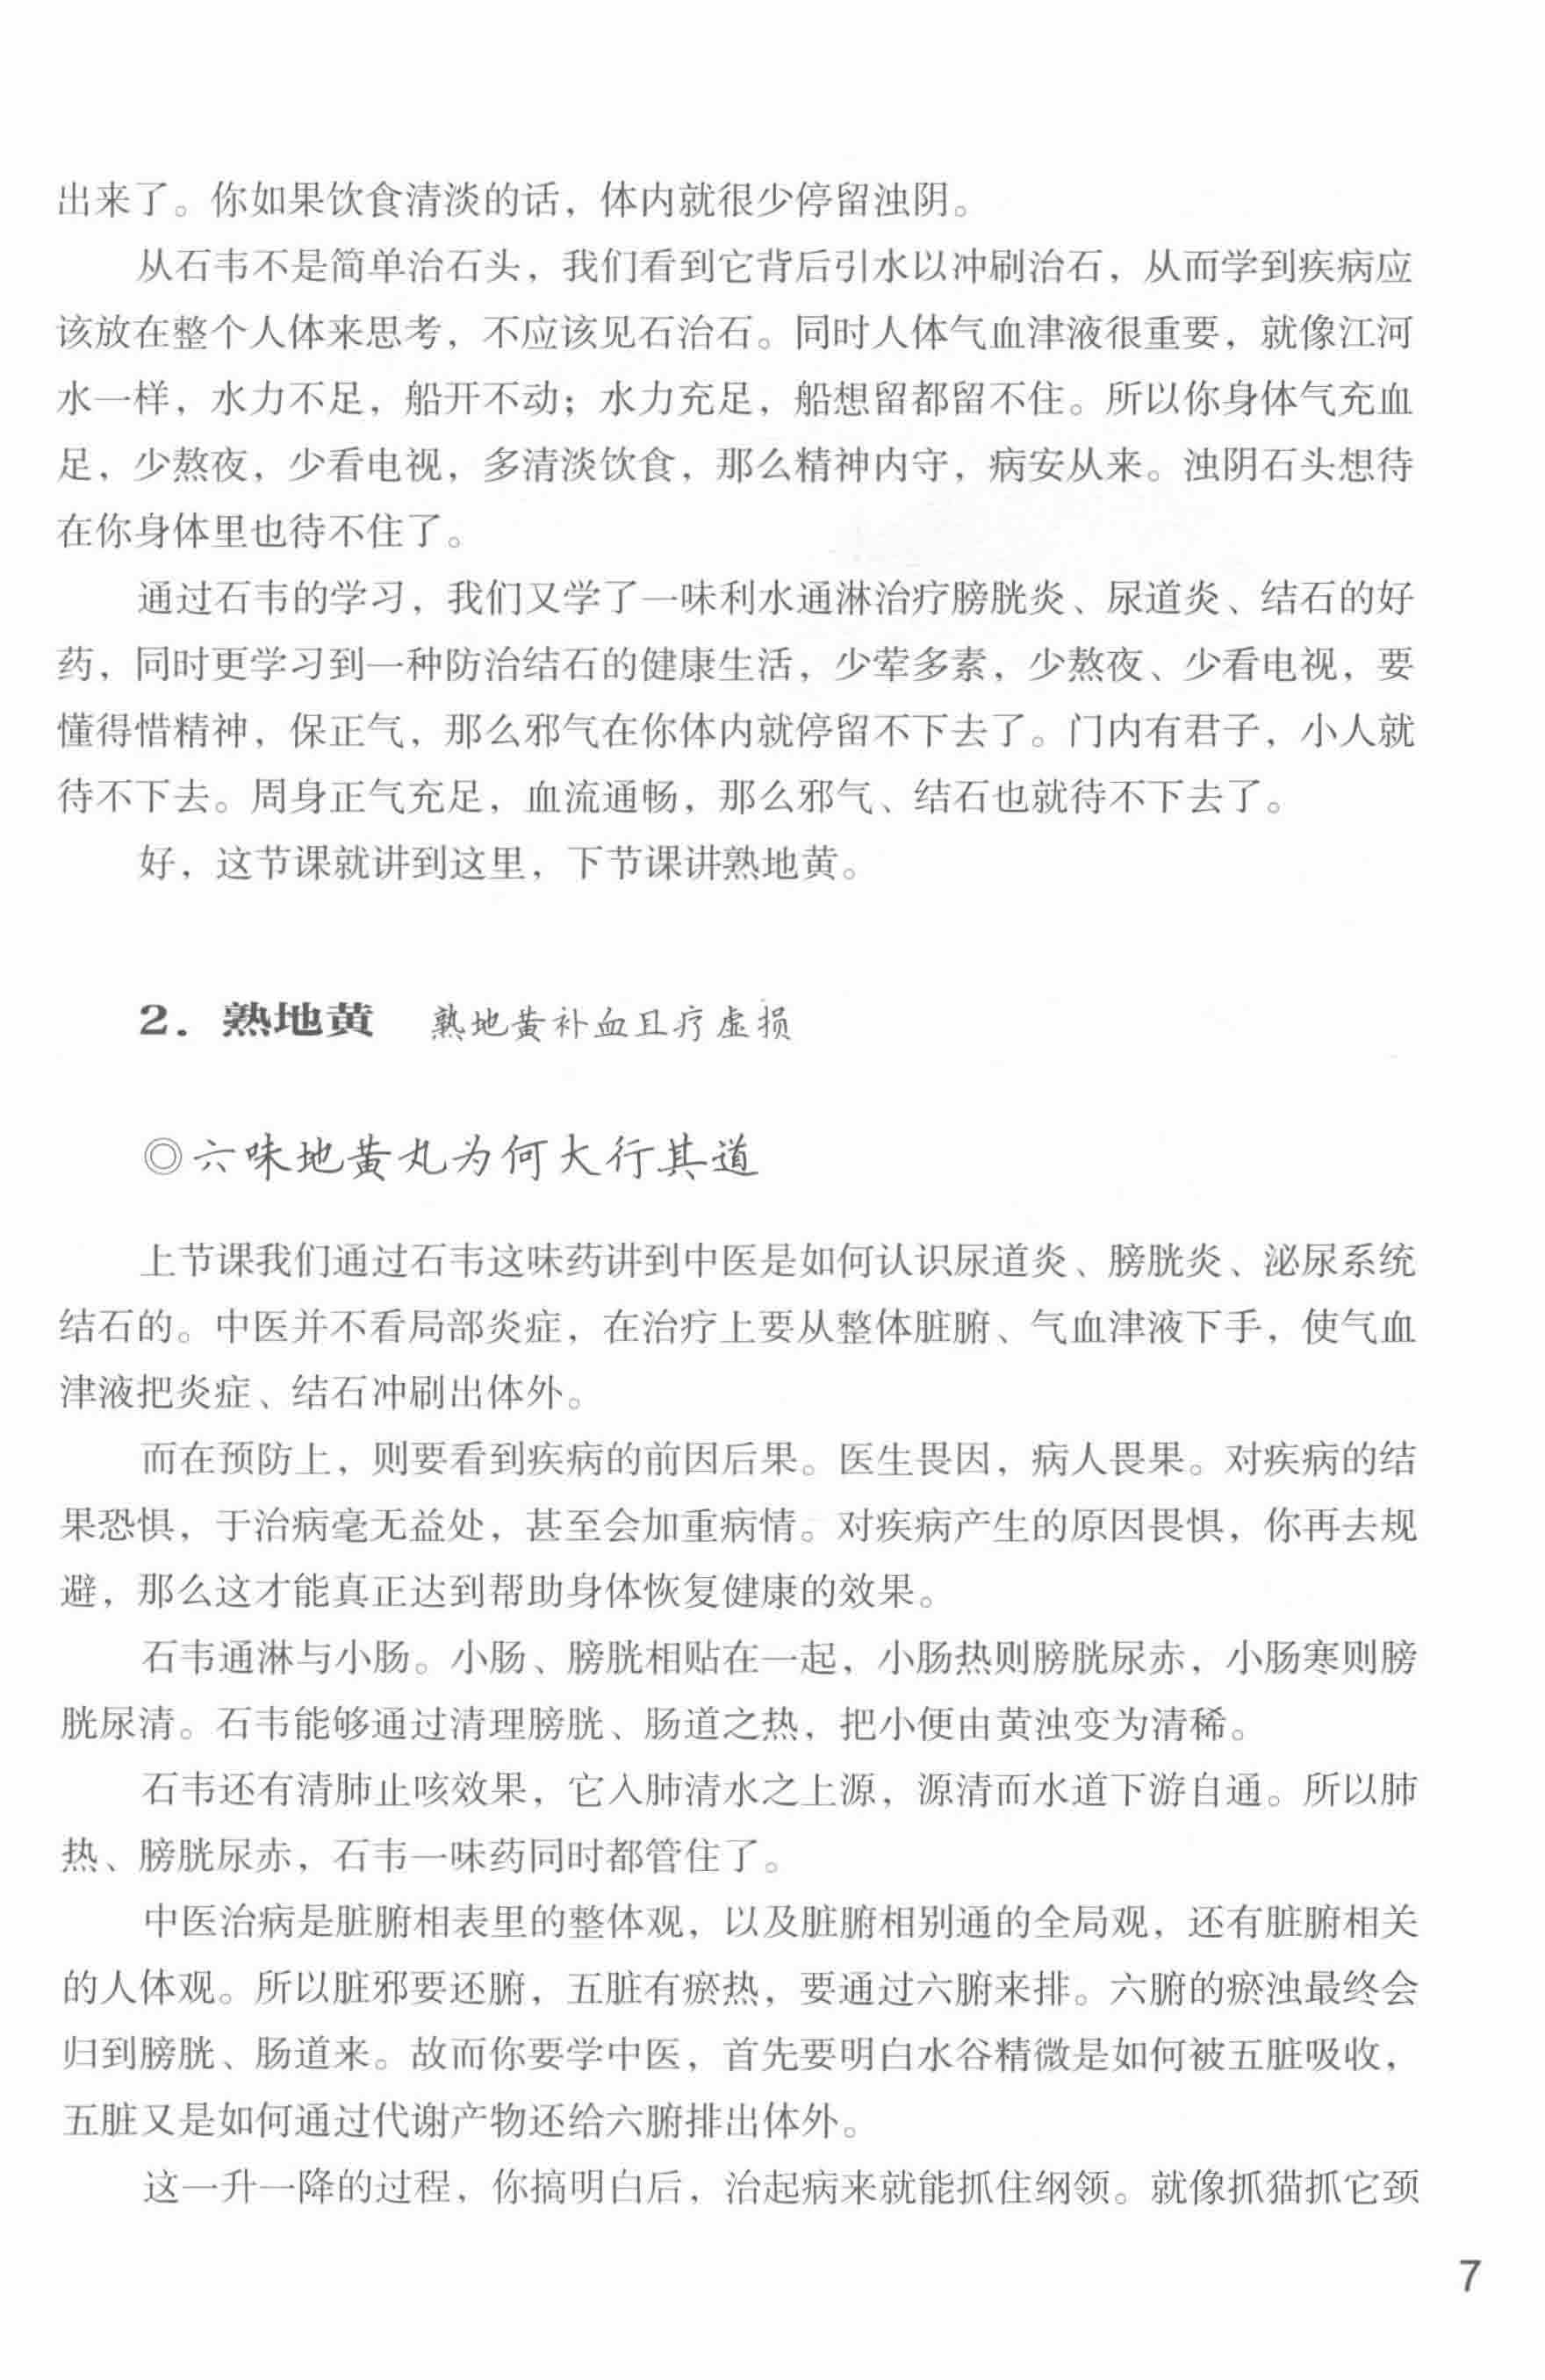 出来了。你如果饮食清淡的话，体内就很少停留浊阴。
从石韦不是简单治石头，我们看到它背后引水以冲刷治石，从而学到疾病应
该放在整个人体来思考，不应该见石治石。同时人体气血津液很重要，就像江河
水一样，水力不足，船开不动；水力充足，船想留都留不住。所以你身体气充血
足，少熬夜，少看电视，多清淡饮食，那么精神内守，病安从来。浊阴石头想待
在你身体里也待不住了。
通过石韦的学习，我们又学了一味利水通淋治疗膀胱炎、尿道炎、结石的好
药，同时更学习到一种防治结石的健康生活，少荤多素，少熬夜、少看电视，要
懂得惜精神，保正气，那么邪气在你体内就停留不下去了。门内有君子，小人就
待不下去。周身正气充足，血流通畅，那么邪气、结石也就待不下去了。
好，这节课就讲到这里，下节课讲熟地黄。
2．熟地黄　熟地黄补血且疗虚损
◎六味地黄丸为何大行其道
上节课我们通过石韦这味药讲到中医是如何认识尿道炎、膀胱炎、泌尿系统
结石的。中医并不看局部炎症，在治疗上要从整体脏腑、气血津液下手，使气血
津液把炎症、结石冲刷出体外。
而在预防上，则要看到疾病的前因后果。医生畏因，病人畏果。对疾病的结
果恐惧，于治病毫无益处，甚至会加重病情。对疾病产生的原因畏惧，你再去规
避，那么这才能真正达到帮助身体恢复健康的效果。
石韦通淋与小肠。小肠、膀胱相贴在一起，小肠热则膀胱尿赤，小肠寒则膀
胱尿清。石韦能够通过清理膀胱、肠道之热，把小便由黄浊变为清稀。
石韦还有清肺止咳效果，它入肺清水之上源，源清而水道下游自通。所以肺
热、膀胱尿赤，石韦一味药同时都管住了。
中医治病是脏腑相表里的整体观，以及脏腑相别通的全局观，还有脏腑相关
的人体观。所以脏邪要还腑，五脏有瘀热，要通过六腑来排。六腑的瘀浊最终会
归到膀胱、肠道来。故而你要学中医，首先要明白水谷精微是如何被五脏吸收，
五脏又是如何通过代谢产物还给六腑排出体外。
这一升一降的过程，你搞明白后，治起病来就能抓住纲领。就像抓猫抓它颈
7